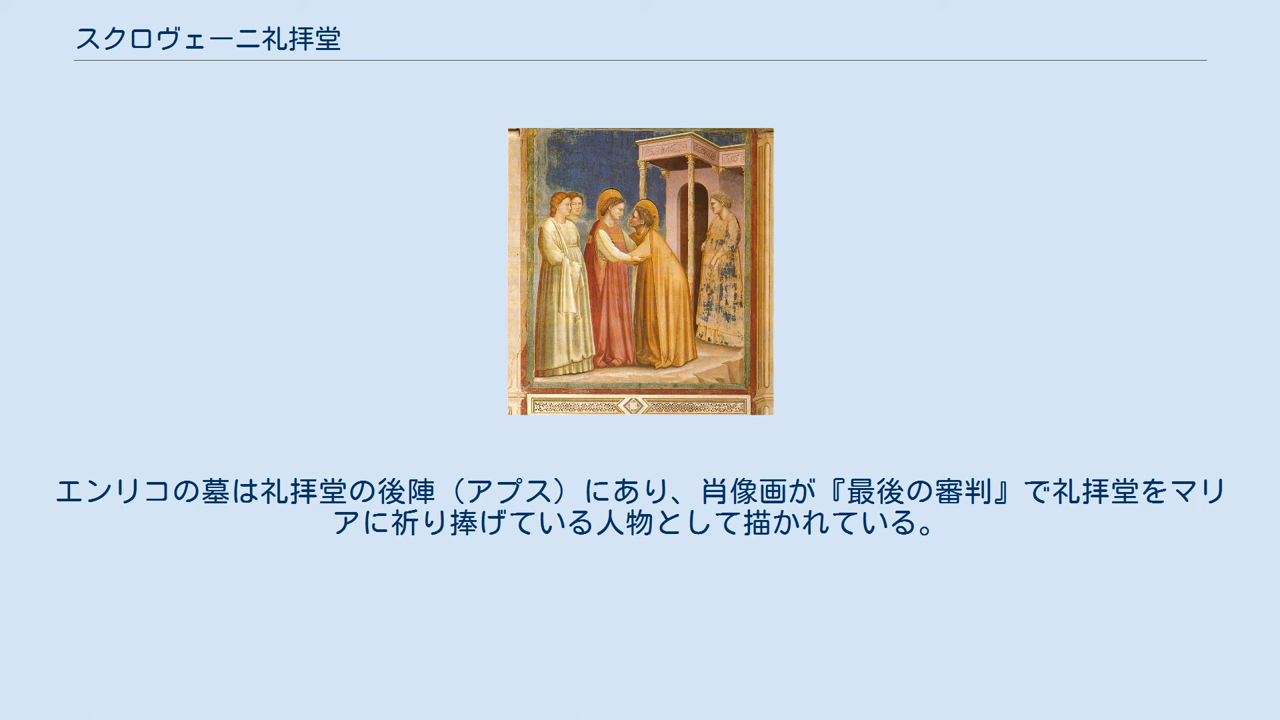 スクロヴェーニ礼拝堂
エンリコの墓は礼拝堂の後陣（アプス）にあり、肖像画が『最後の審判』で礼拝堂をマリ
アに祈り捧げている人物として描かれている。